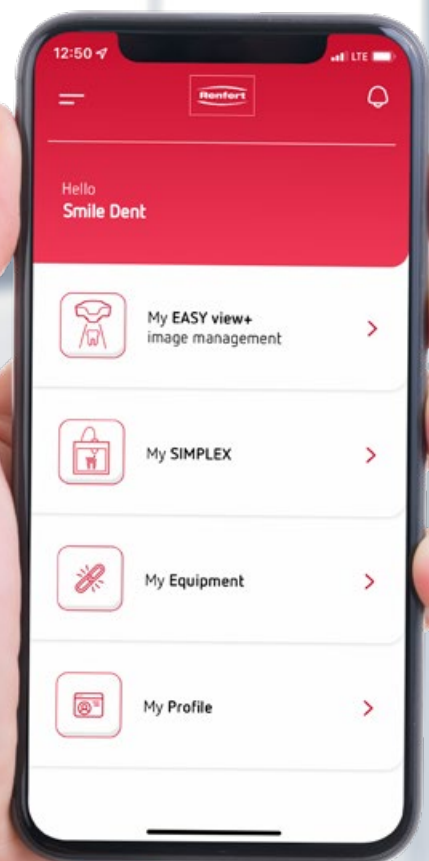 12:50
LTE
Renfert
Hello
Smile Dent
My EASY view+
image management
My SIMPLEX
My Equipment
My Profile